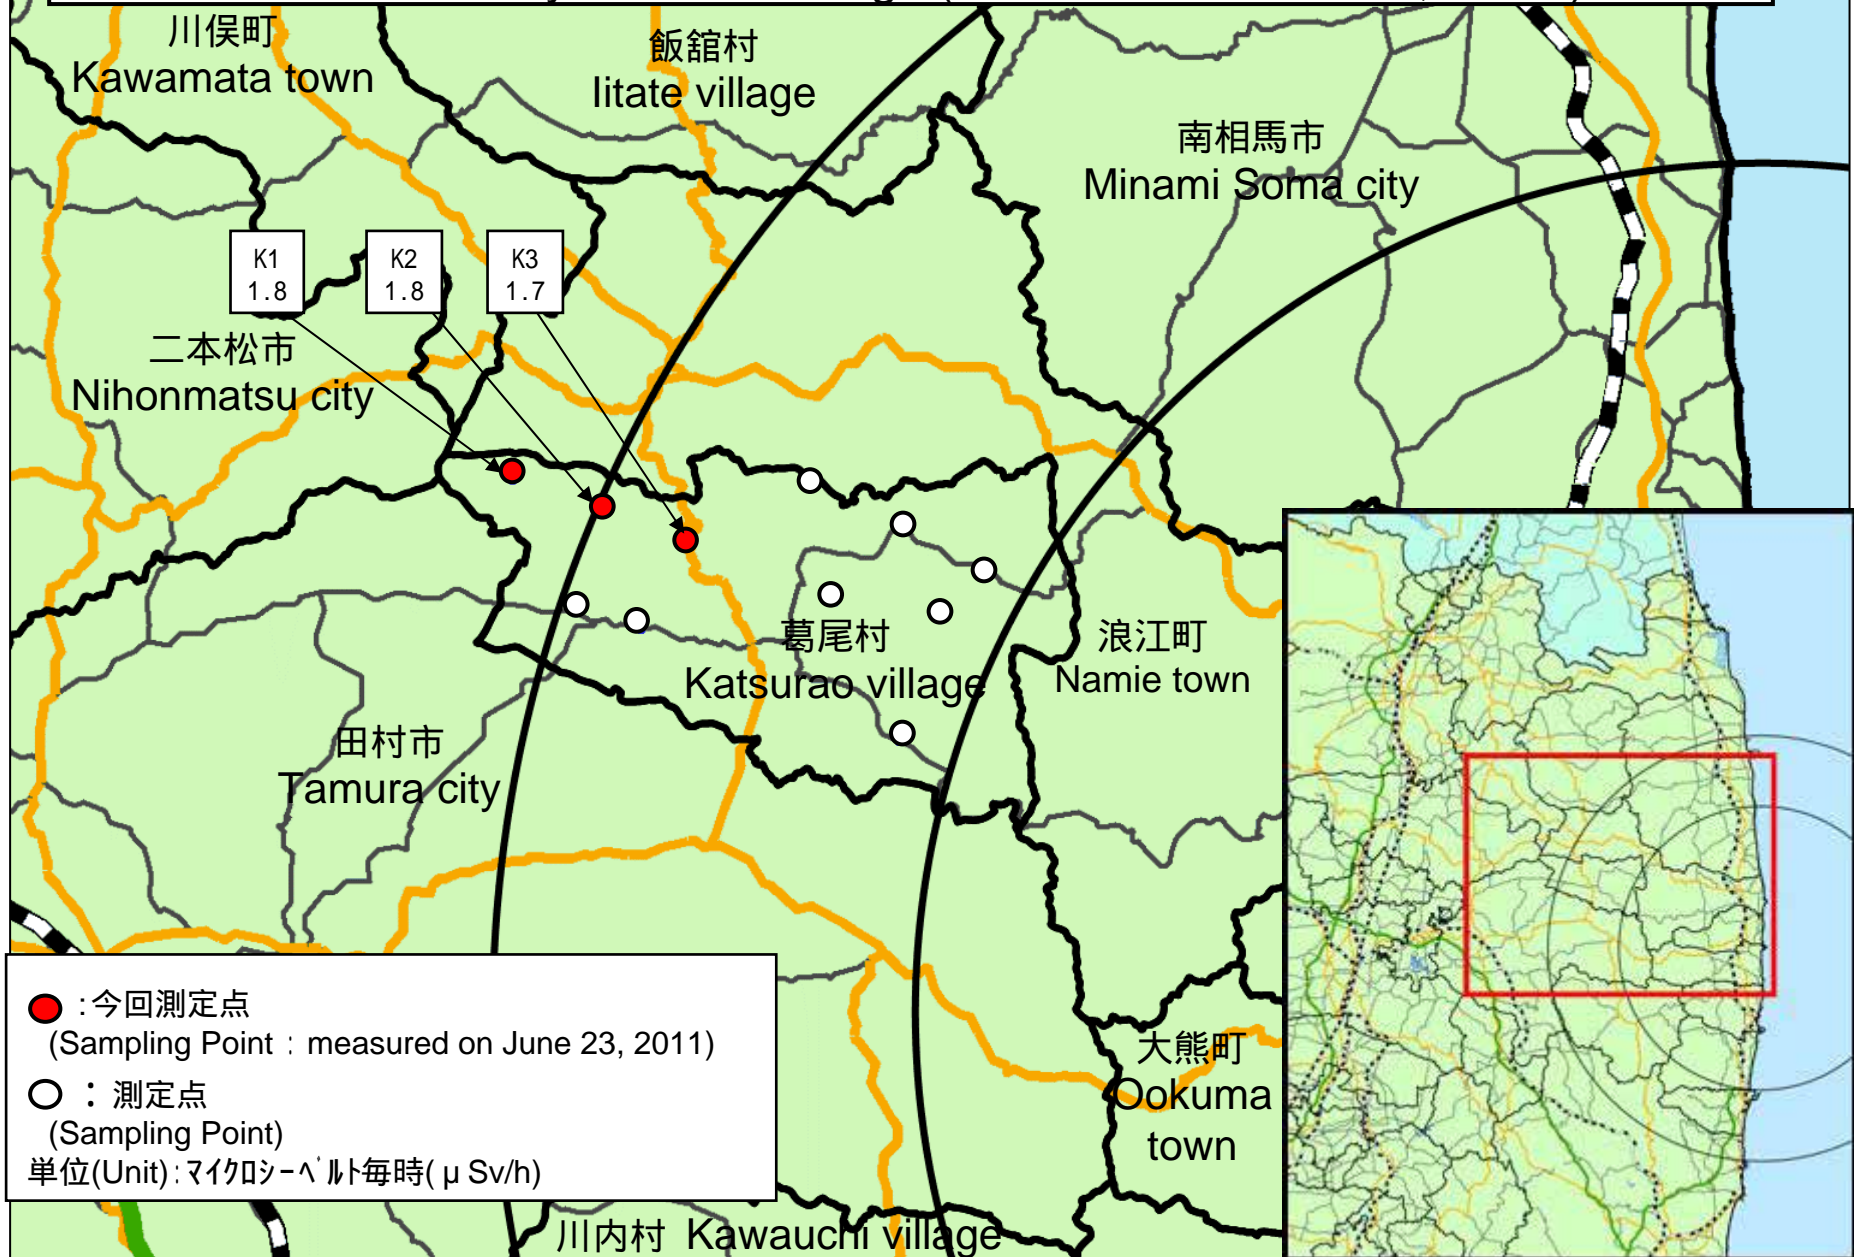 川俣町
Kawamata town
飯舘村
Iitate village
南相馬市
Minami Soma city
K1
1.8
K2
1.8
K3
1.7
二本松市
Nihonmatsu city
葛尾村
Katsurao village
浪江町
Namie town
田村市
Tamura city
大熊町
Ookuma
town
川内村 Kawauchi village
:今回測定点
(Sampling Point : measured on June 23, 2011)
: 測定点
(Sampling Point)
単位(Unit):マイクロシーベルト毎時(μSv/h)